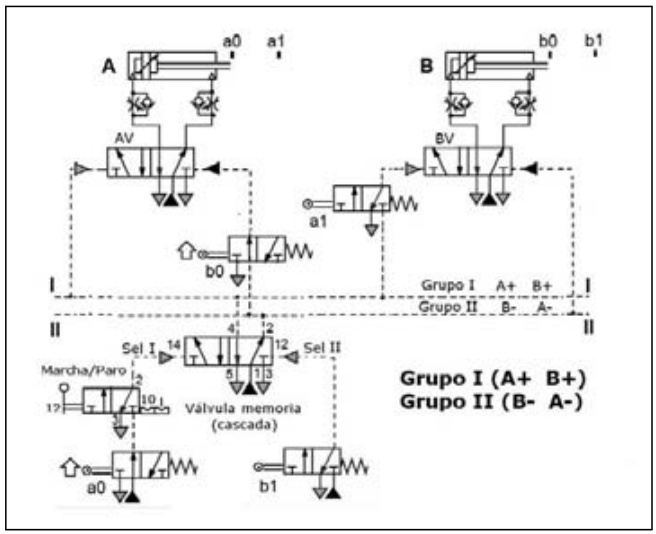 a0 a1
b0 b1
A
B
AV
BV
a1
b0
I Grupo I A+ B+ I
II Grupo II B- A- II
4 2
Sel I 14 12 Sel II
5 1 3
Marcha/Paro
2
12 10
Válvula memoria
(cascada)
Grupo I (A+ B+)
Grupo II (B- A-)
a0
b1